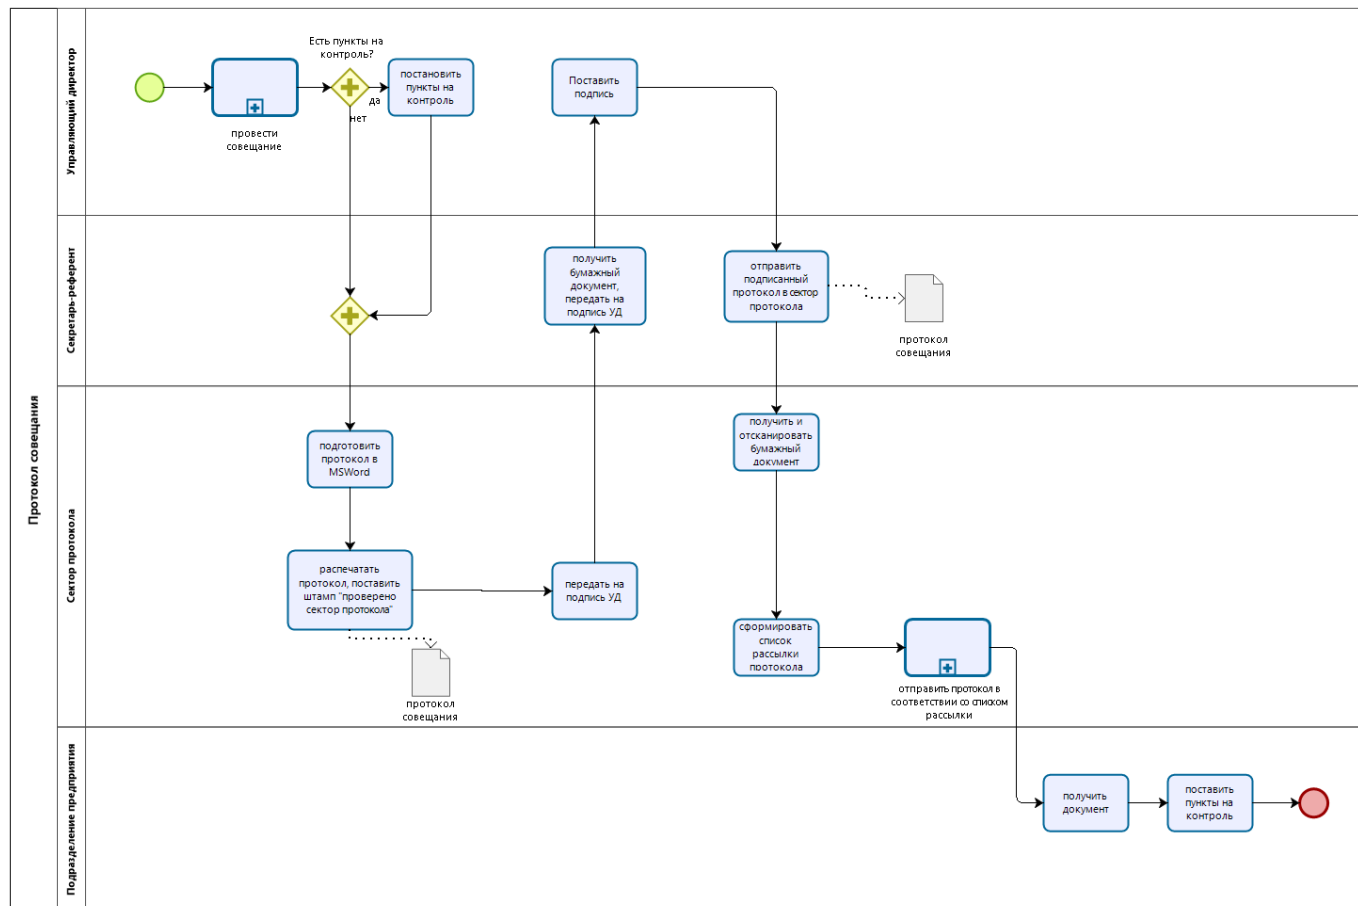 Протокол совещания
Управляющий директор
Есть пункты на
контроль?
да
нет
провести
совещание
постановить
пункты на
контроль
Поставить
подпись
Секретарь-референт
получить
бумажный
документ,
передать на
подпись УД
отправить
подписанный
протокол в сектор
протокола
протокол
совещания
Сектор протокола
подготовить
протокол в
MSWord
распечатать
протокол, поставить
штамп "проверено
сектор протокола"
протокол
совещания
передать на
подпись УД
получить и
отсканировать
бумажный
документ
сформировать
список
рассылки
протокола
отправить протокол в
соответствии со списком
рассылки
Подразделение предприятия
получить
документ
поставить
пункты на
контроль